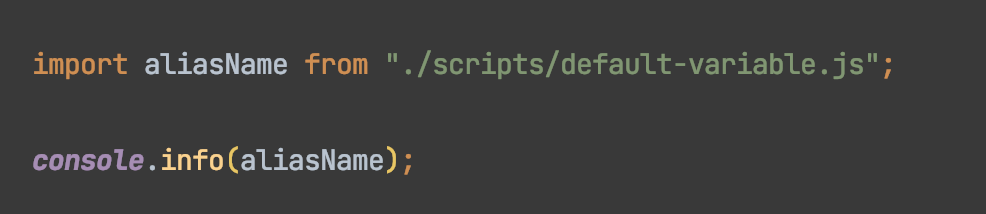 import aliasName from "./scripts/default-variable.js";
console.info(aliasName);